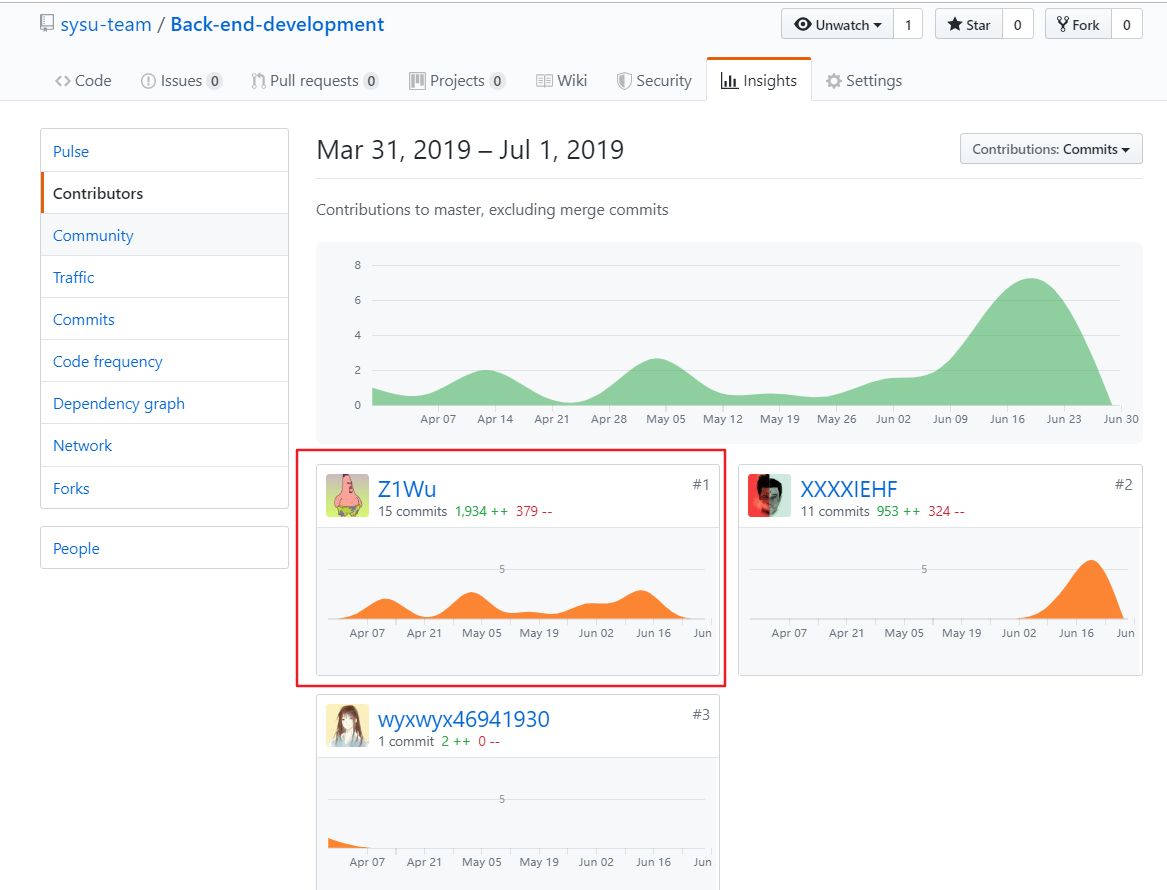 sysu-team / Back-end-development
Unwatch 1 Star 0 Fork 0
Code Issues 0 Pull requests 0 Projects 0 Wiki Security Insights Settings
Pulse
Contributors
Community
Traffic
Commits
Code frequency
Dependency graph
Network
Forks
People
Mar 31, 2019 – Jul 1, 2019
Contributions: Commits
Contributions to master, excluding merge commits
8
6
4
2
0
Apr 07 Apr 14 Apr 21 Apr 28 May 05 May 12 May 19 May 26 Jun 02 Jun 09 Jun 16 Jun 23 Jun 30
Z1Wu #1
15 commits 1,934 ++ 379 --
5
Apr 07 Apr 21 May 05 May 19 Jun 02 Jun 16 Jun
XXXXIEHF #2
11 commits 953 ++ 324 --
5
Apr 07 Apr 21 May 05 May 19 Jun 02 Jun 16 Jun
wyxwyx46941930 #3
1 commit 2 ++ 0 --
5
Apr 07 Apr 21 May 05 May 19 Jun 02 Jun 16 Jun